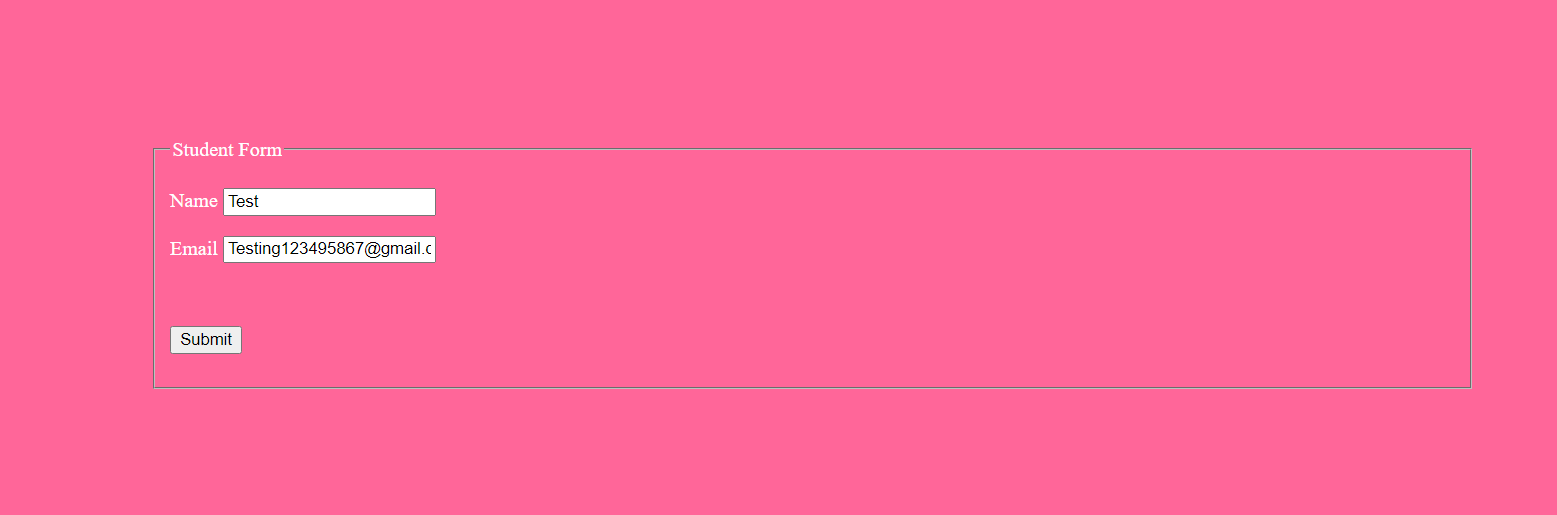 Student Form
Name Test
Email Testing123495867@gmail.c
Submit